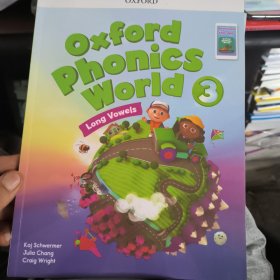 OXFORD
Oxford
Phonics
World 3
Long Vowels
Kaj Schwermer
Julia Chang
Craig Wright